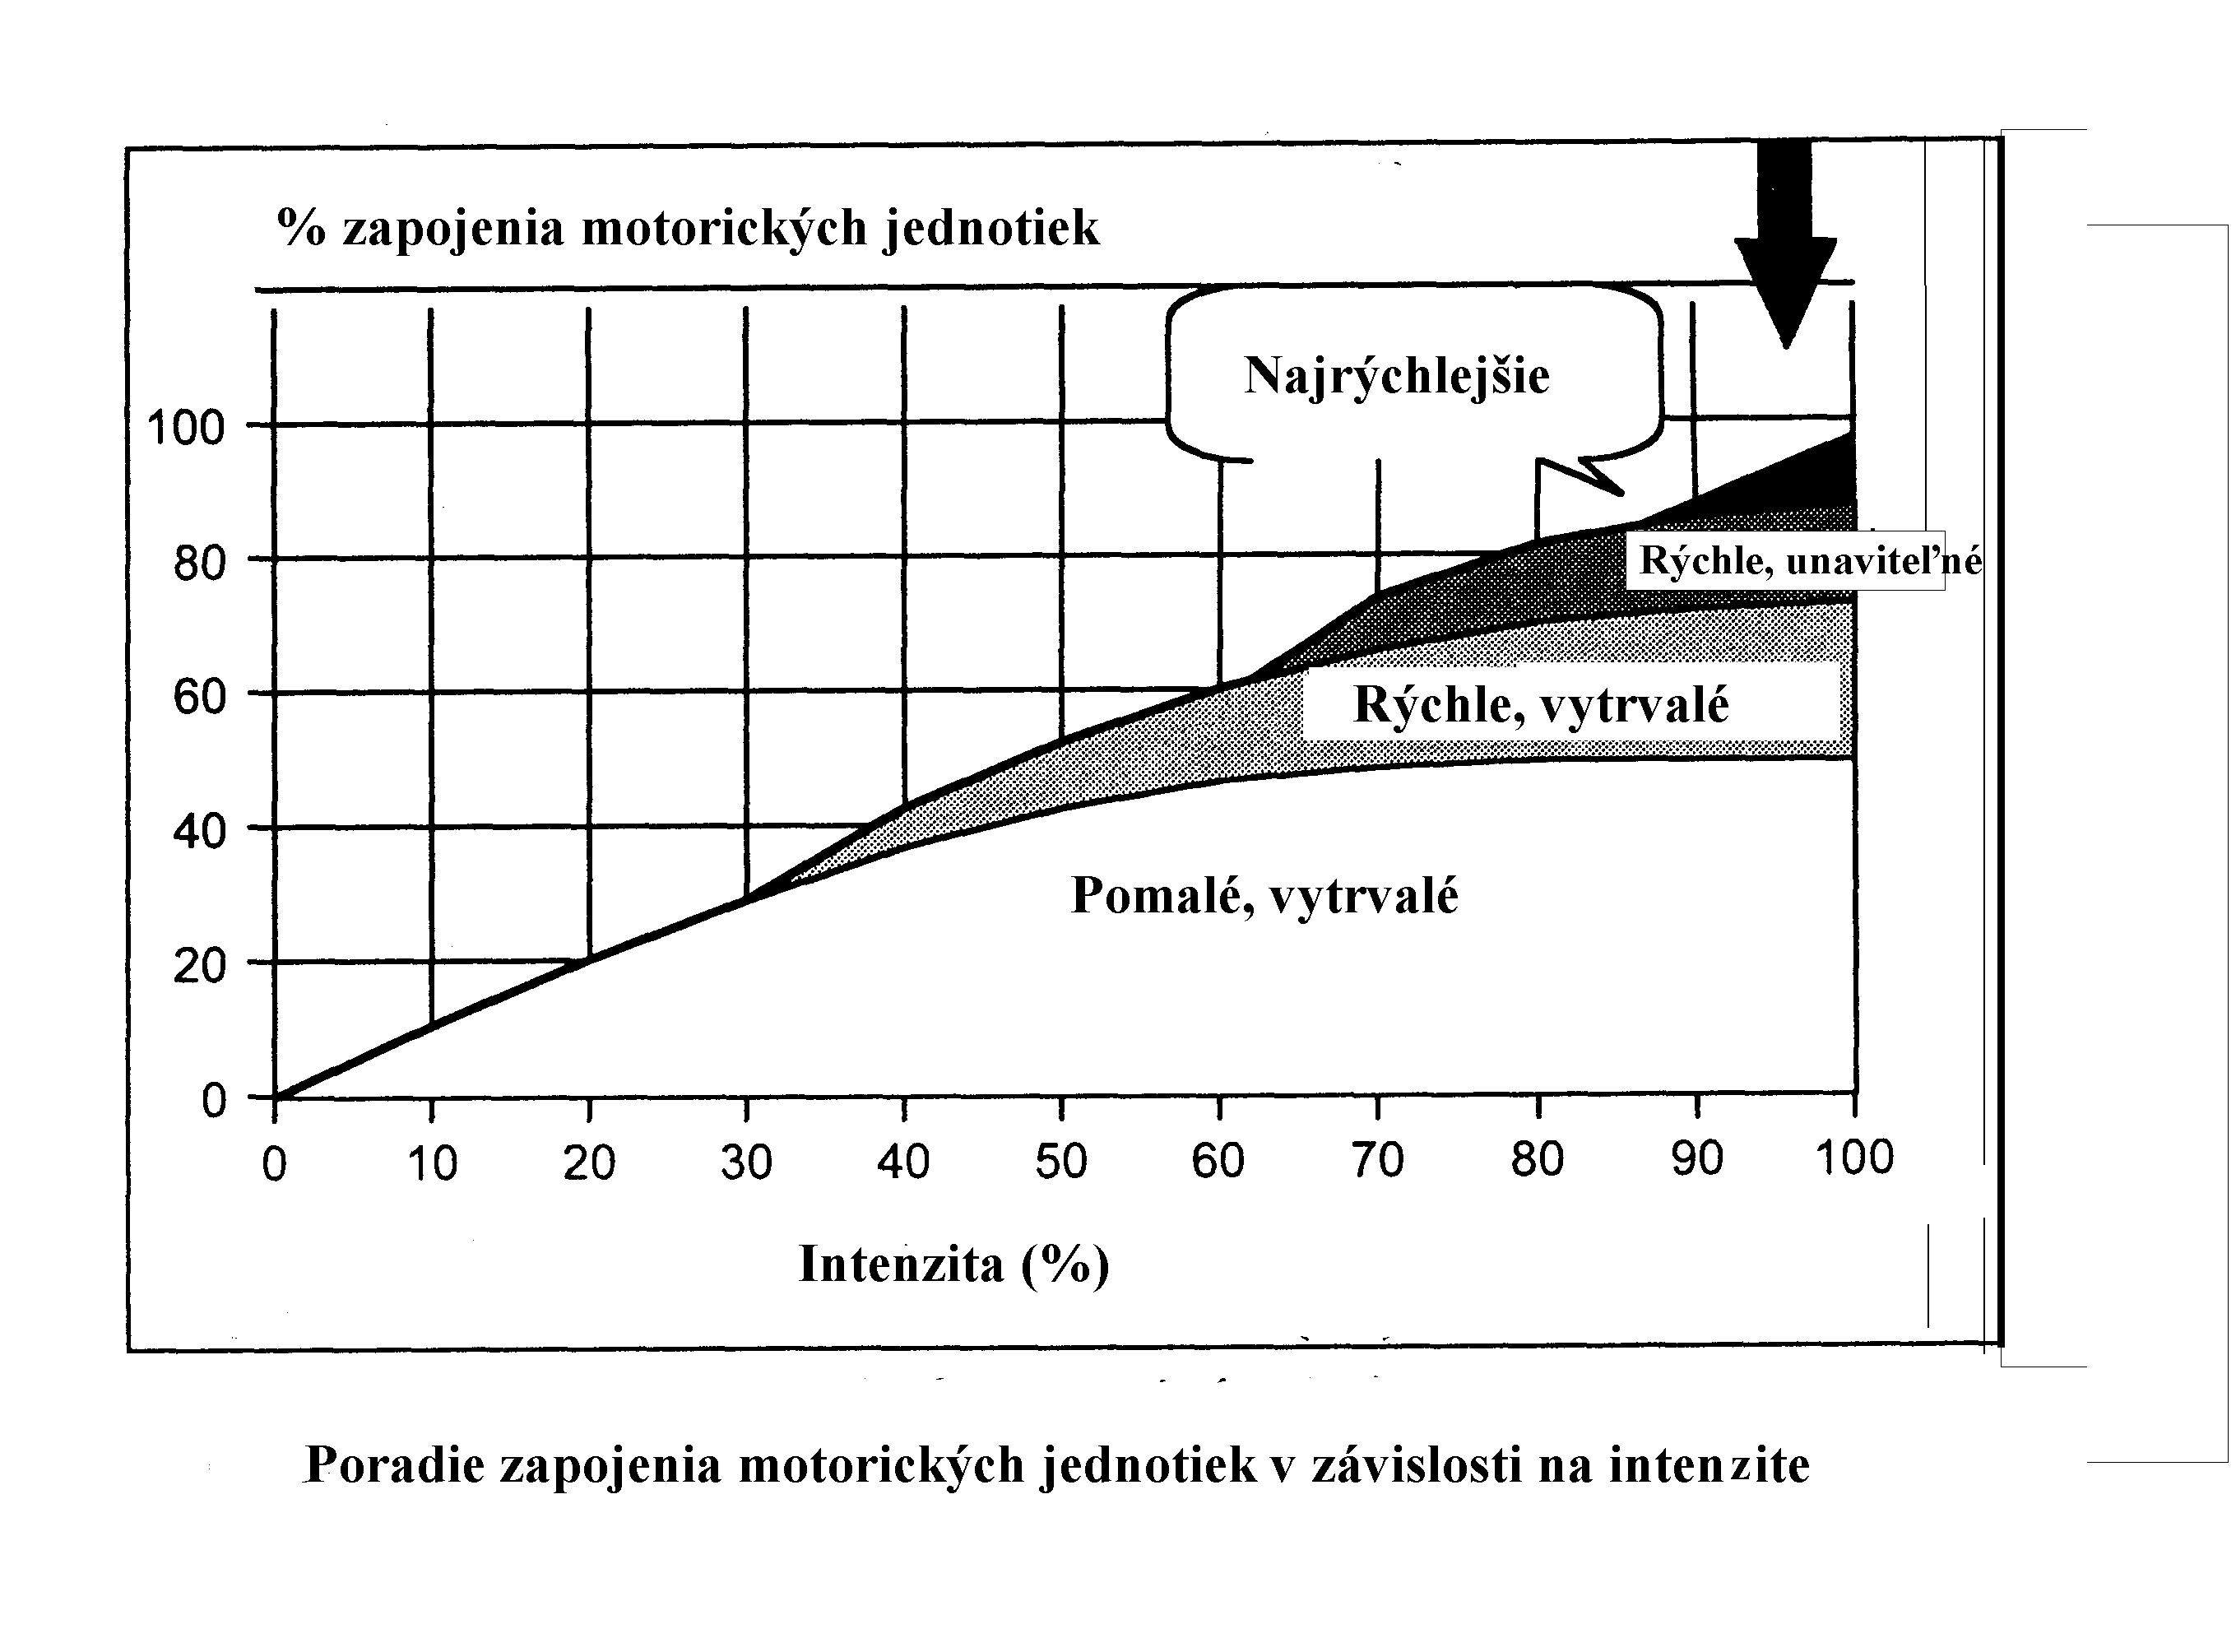 % zapojenia motorických jednotiek
Najrýchlejšie
100
80
Rýchle, unaviteľné
60
Rýchle, vytrvalé
40
Pomalé, vytrvalé
20
0
0 10 20 30 40 50 60 70 80 90 100
Intenzita (%)
Poradie zapojenia motorických jednotiek v závislosti na intenzite